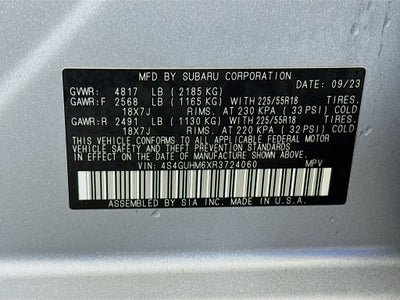 MFD BY SUBARU CORPORATION DATE: 09/23
GVWR: 4817 LB (2185 KG)
GAWR:F 2568 LB (1165 KG) WITH 225/55R18 TIRES.
18X7J RIMS.AT 230 KPA (33 PSI) COLD
GAWR:R 2491 LB (1130 KG) WITH 225/55R18 TIRES.
18X7J RIMS.AT 220 KPA (32 PSI) COLD
THIS VEHICLE CONFORMS TO ALL APPLICABLE
FEDERAL MOTOR VEHICLE SAFETY STANDARDS
IN EFFECT ON THE DATE OF MANUFACTURE
SHOWN ABOVE.
VIN: 4S4GUHM6XR3724060 MPV
ASSEMBLED BY SIA INC. MADE IN U.S.A.